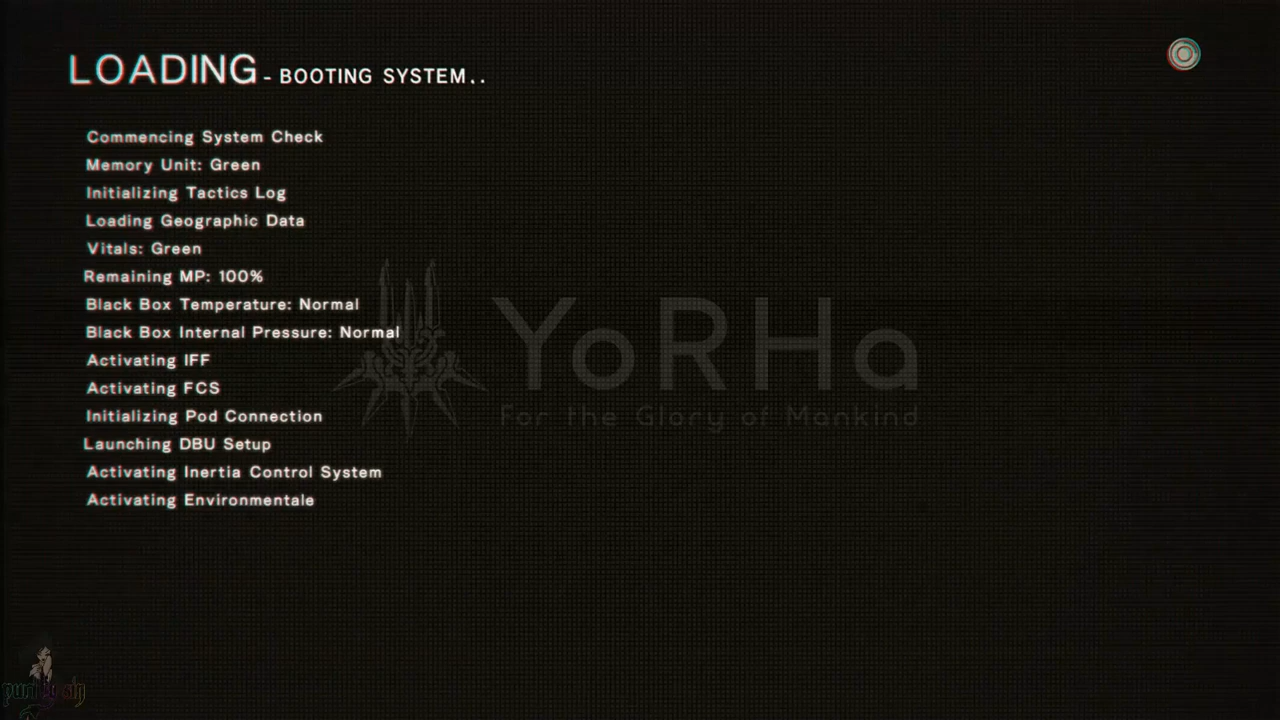 LOADING - BOOTING SYSTEM..
Commencing System Check
Memory Unit: Green
Initializing Tactics Log
Loading Geographic Data
Vitals: Green
Remaining MP: 100%
Black Box Temperature: Normal
Black Box Internal Pressure: Normal
Activating IFF
Activating FCS
Initializing Pod Connection
Launching DBU Setup
Activating Inertia Control System
Activating Environmentale
YoRHa
For the Glory of Mankind